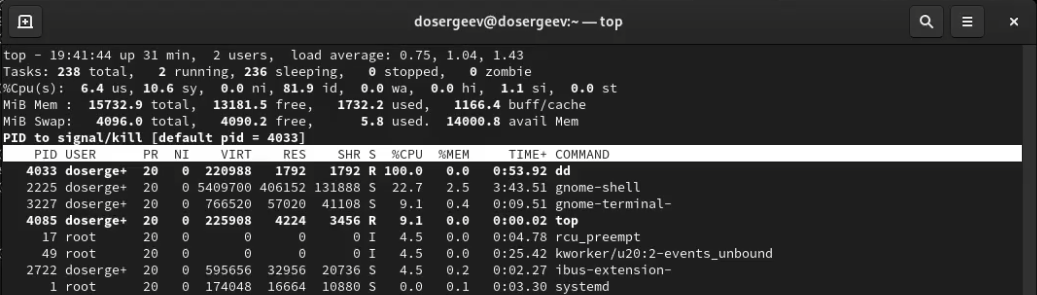 dosergeev@dosergeev:~ — top
top - 19:41:44 up 31 min,  2 users,  load average: 0.75, 1.04, 1.43
Tasks: 238 total,   2 running, 236 sleeping,   0 stopped,   0 zombie
%Cpu(s):  6.4 us, 10.6 sy,  0.0 ni, 81.9 id,  0.0 wa,  0.0 hi,  1.1 si,  0.0 st
MiB Mem :  15732.9 total,  13181.5 free,   1732.2 used,   1166.4 buff/cache
MiB Swap:   4096.0 total,   4090.2 free,      5.8 used.  14000.8 avail Mem
PID to signal/kill [default pid = 4033]
PID USER      PR  NI    VIRT    RES    SHR S  %CPU  %MEM     TIME+ COMMAND
4033 doserge+  20   0  220988   1792   1792 R 100.0   0.0   0:53.92 dd
2225 doserge+  20   0 5409700 406152 131888 S  22.7   2.5   3:43.51 gnome-shell
3227 doserge+  20   0  766520  57020  41108 S   9.1   0.4   0:09.51 gnome-terminal-
4085 doserge+  20   0  225908   4224   3456 R   9.1   0.0   0:00.02 top
17 root      20   0       0      0      0 I   4.5   0.0   0:04.78 rcu_preempt
49 root      20   0       0      0      0 I   4.5   0.0   0:25.42 kworker/u20:2-events_unbound
2722 doserge+  20   0  595656  32956  20736 S   4.5   0.2   0:02.27 ibus-extension-
1 root      20   0  174048  16664  10880 S   0.0   0.1   0:03.30 systemd